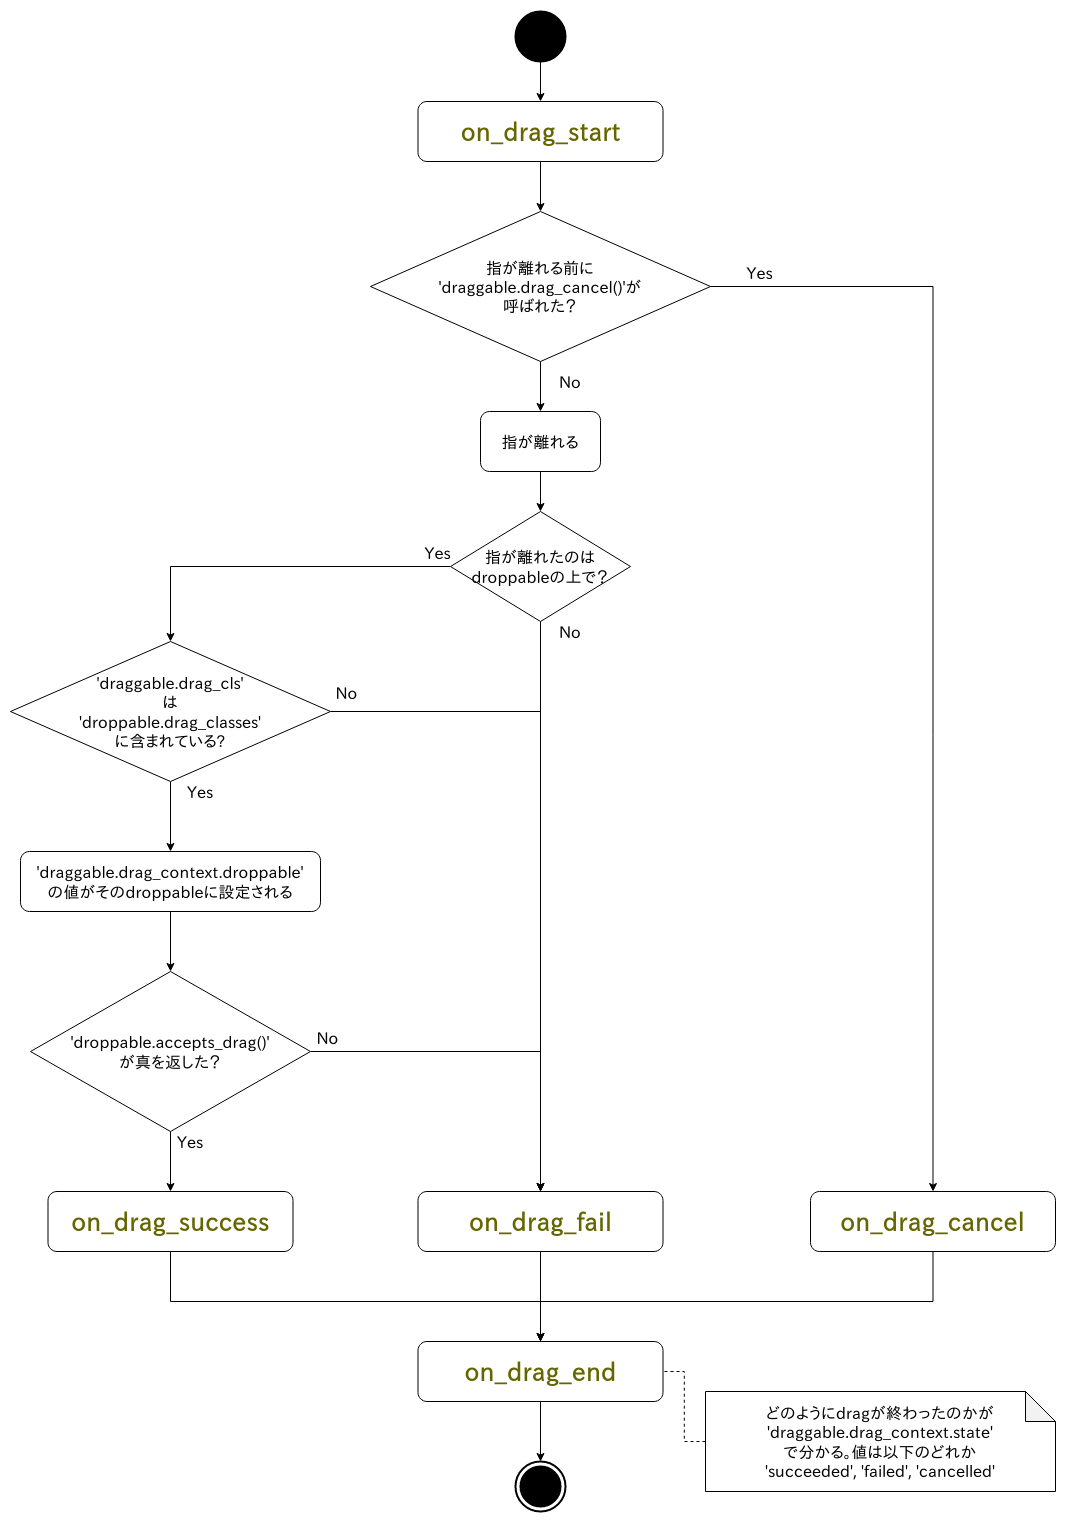 on_drag_start
指が離れる前に
'draggable.drag_cancel()'が
呼ばれた？
Yes
No
指が離れる
指が離れたのは
droppableの上で？
Yes
No
'draggable.drag_cls'
は
'droppable.drag_classes'
に含まれている？
No
Yes
'draggable.drag_context.droppable'
の値がそのdroppableに設定される
'droppable.accepts_drag()'
が真を返した？
No
Yes
on_drag_success
on_drag_fail
on_drag_cancel
on_drag_end
どのようにdragが終わったのかが
'draggable.drag_context.state'
で分かる。値は以下のどれか
'succeeded', 'failed', 'cancelled'